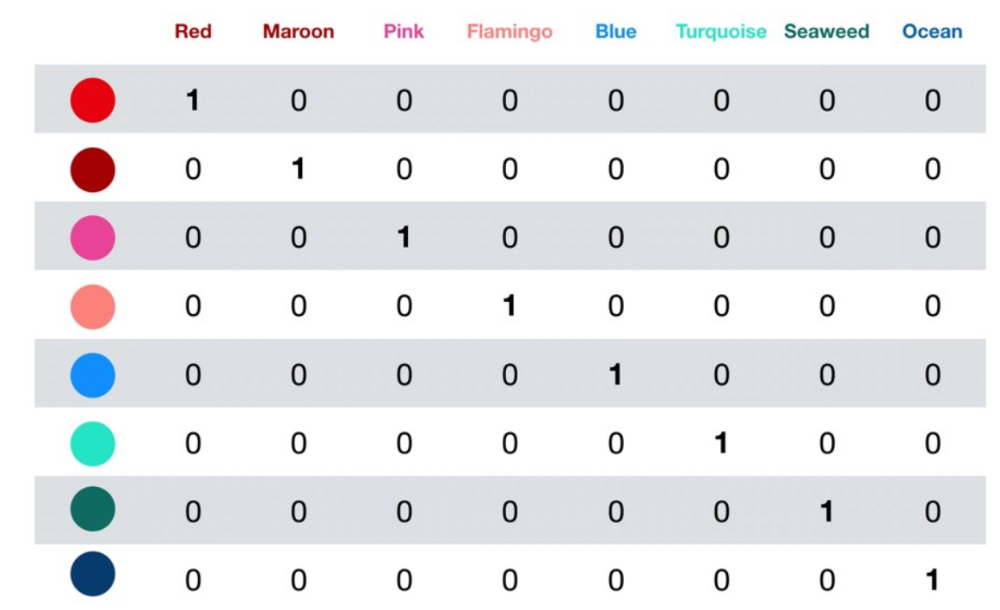 Red Maroon Pink Flamingo Blue Turquoise Seaweed Ocean
1 0 0 0 0 0 0 0
0 1 0 0 0 0 0 0
0 0 1 0 0 0 0 0
0 0 0 1 0 0 0 0
0 0 0 0 1 0 0 0
0 0 0 0 0 1 0 0
0 0 0 0 0 0 1 0
0 0 0 0 0 0 0 1